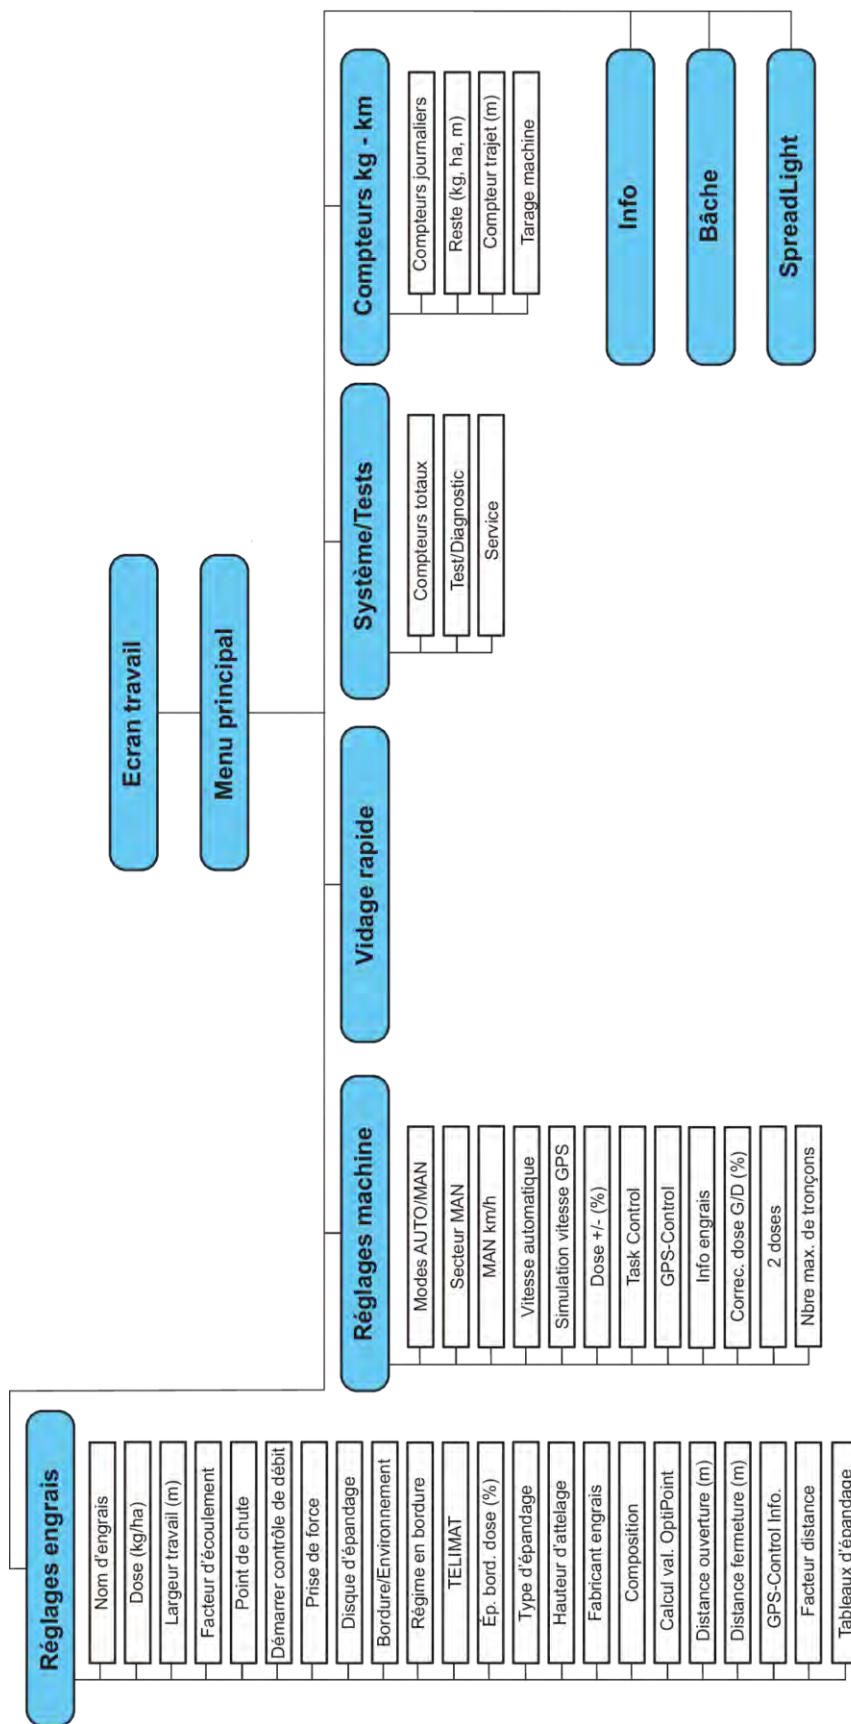 Ecran travail
Menu principal
Réglages engrais
Nom d'engrais
Dose (kg/ha)
Largeur travail (m)
Facteur d'écoulement
Point de chute
Démarrer contrôle de débit
Prise de force
Disque d'épandage
Bordure/Environnement
Régime en bordure
TELIMAT
Ép. bord. dose (%)
Type d'épandage
Hauteur d'attelage
Fabricant engrais
Composition
Calcul val. OptiPoint
Distance ouverture (m)
Distance fermeture (m)
GPS-Control Info.
Facteur distance
Tableaux d'épandage
Réglages machine
Modes AUTO/MAN
Secteur MAN
MAN km/h
Vitesse automatique
Simulation vitesse GPS
Dose +/- (%)
Task Control
GPS-Control
Info engrais
Correc. dose G/D (%)
2 doses
Nbre max. de tronçons
Vidage rapide
Système/Tests
Compteurs totaux
Test/Diagnostic
Service
Compteurs kg - km
Compteurs journaliers
Reste (kg, ha, m)
Compteur trajet (m)
Tarage machine
Info
Bâche
SpreadLight